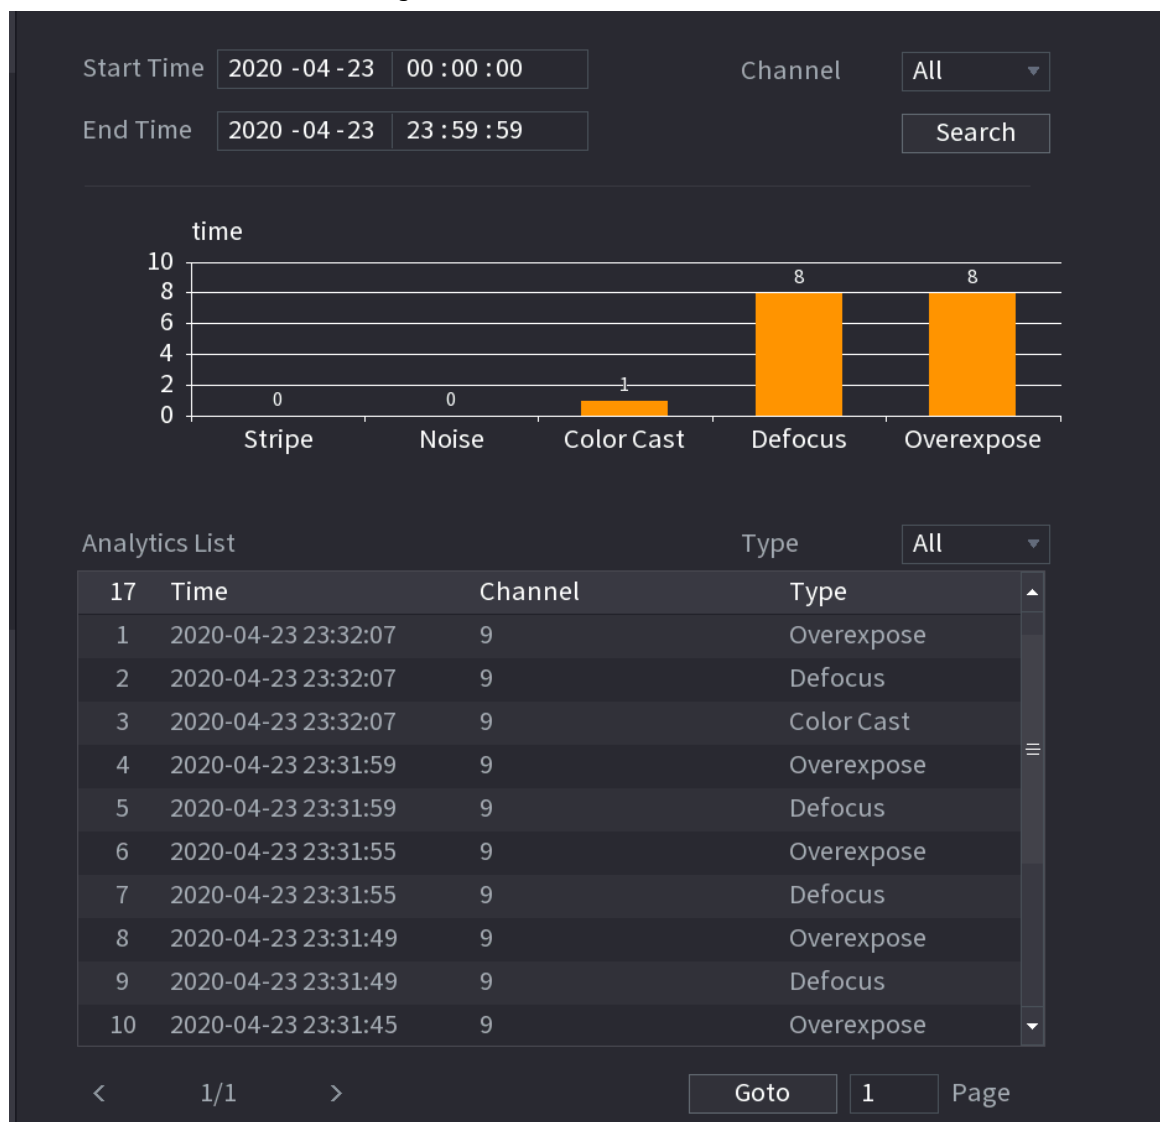 Start Time 2020 -04 -23 00 : 00 : 00 Channel All
End Time 2020 -04 -23 23 : 59 : 59 Search
time
10
8
6
4
2
0
0 0 1 8 8
Stripe Noise Color Cast Defocus Overexpose
Analytics List Type All
17 Time Channel Type
1 2020-04-23 23:32:07 9 Overexpose
2 2020-04-23 23:32:07 9 Defocus
3 2020-04-23 23:32:07 9 Color Cast
4 2020-04-23 23:31:59 9 Overexpose
5 2020-04-23 23:31:59 9 Defocus
6 2020-04-23 23:31:55 9 Overexpose
7 2020-04-23 23:31:55 9 Defocus
8 2020-04-23 23:31:49 9 Overexpose
9 2020-04-23 23:31:49 9 Defocus
10 2020-04-23 23:31:45 9 Overexpose
< 1/1 > Goto 1 Page